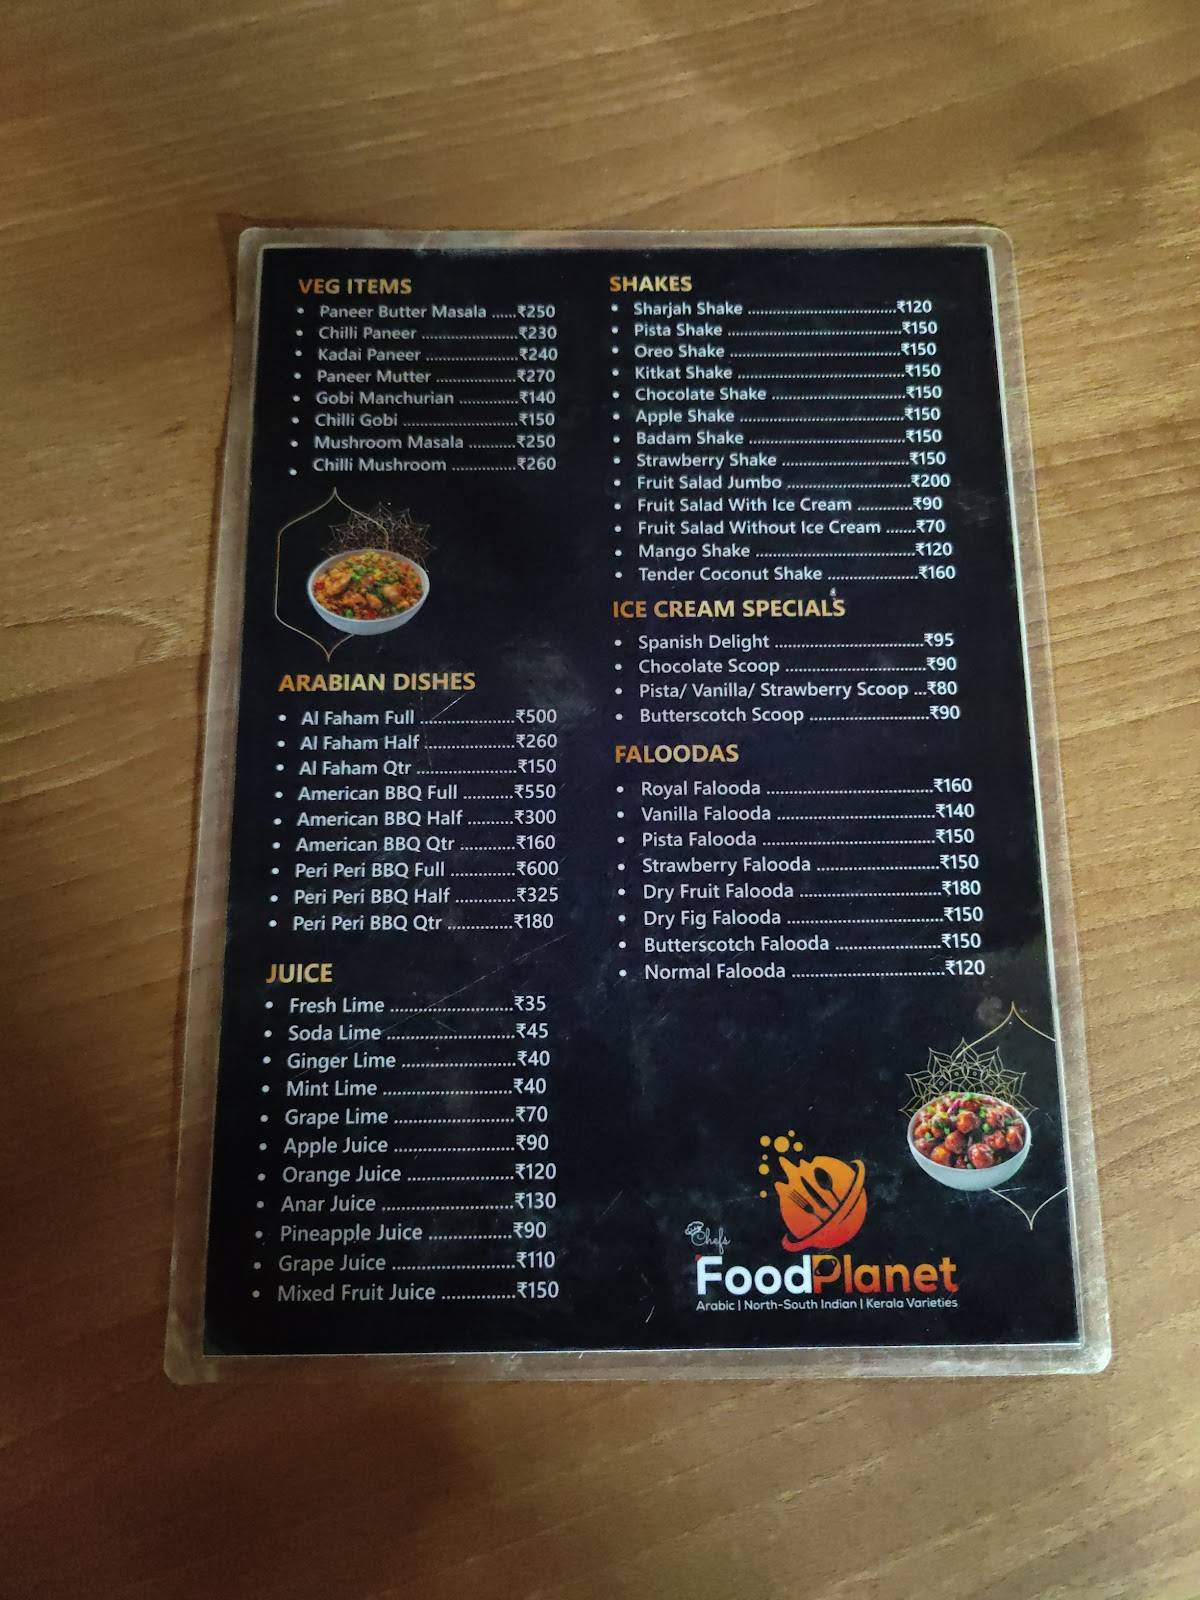 VEG ITEMS
• Paneer Butter Masala ......₹250
• Chilli Paneer ........................₹230
• Kadai Paneer .......................₹240
• Paneer Mutter ....................₹270
• Gobi Manchurian ..............₹140
• Chilli Gobi ............................₹150
• Mushroom Masala ...........₹250
• Chilli Mushroom ...............₹260
ARABIAN DISHES
• Al Faham Full .....................₹500
• Al Faham Half ....................₹260
• Al Faham Qtr ......................₹150
• American BBQ Full ...........₹550
• American BBQ Half ..........₹300
• American BBQ Qtr ............₹160
• Peri Peri BBQ Full ..............₹600
• Peri Peri BBQ Half .............₹325
• Peri Peri BBQ Qtr ..............₹180
JUICE
• Fresh Lime ..........................₹35
• Soda Lime ...........................₹45
• Ginger Lime ........................₹40
• Mint Lime ............................₹40
• Grape Lime .........................₹70
• Apple Juice .........................₹90
• Orange Juice ......................₹120
• Anar Juice ...........................₹130
• Pineapple Juice .................₹90
• Grape Juice .........................₹110
• Mixed Fruit Juice ...............₹150
SHAKES
• Sharjah Shake ..................................₹120
• Pista Shake ........................................₹150
• Oreo Shake .......................................₹150
• Kitkat Shake ......................................₹150
• Chocolate Shake ..............................₹150
• Apple Shake .....................................₹150
• Badam Shake ...................................₹150
• Strawberry Shake ............................₹150
• Fruit Salad Jumbo ...........................₹200
• Fruit Salad With Ice Cream ............₹90
• Fruit Salad Without Ice Cream ......₹70
• Mango Shake ...................................₹120
• Tender Coconut Shake ....................₹160
ICE CREAM SPECIALS
• Spanish Delight ................................₹95
• Chocolate Scoop ..............................₹90
• Pista/ Vanilla/ Strawberry Scoop ...₹80
• Butterscotch Scoop .........................₹90
FALOODAS
• Royal Falooda ...................................₹160
• Vanilla Falooda .................................₹140
• Pista Falooda ....................................₹150
• Strawberry Falooda .........................₹150
• Dry Fruit Falooda .............................₹180
• Dry Fig Falooda ................................₹150
• Butterscotch Falooda ......................₹150
• Normal Falooda ...............................₹120
Chefs
FoodPlanet
Arabic | North-South Indian | Kerala Varieties